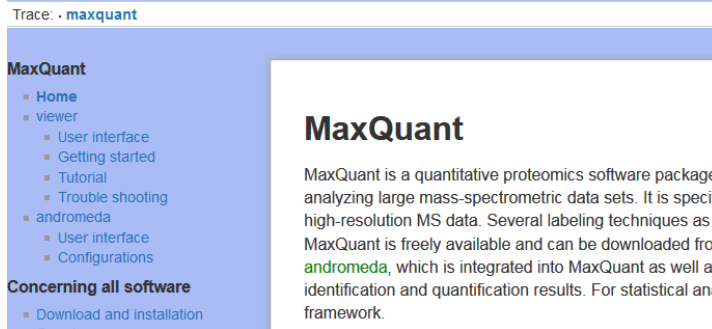 Trace: • maxquant
MaxQuant
Home
viewer
User interface
Getting started
Tutorial
Trouble shooting
andromeda
User interface
Configurations
Concerning all software
Download and installation
MaxQuant
MaxQuant is a quantitative proteomics software package
analyzing large mass-spectrometric data sets. It is
high-resolution MS data. Several labeling techniques as
MaxQuant is freely available and can be downloaded
andromeda, which is integrated into MaxQuant as well
identification and quantification results. For statistical
framework.